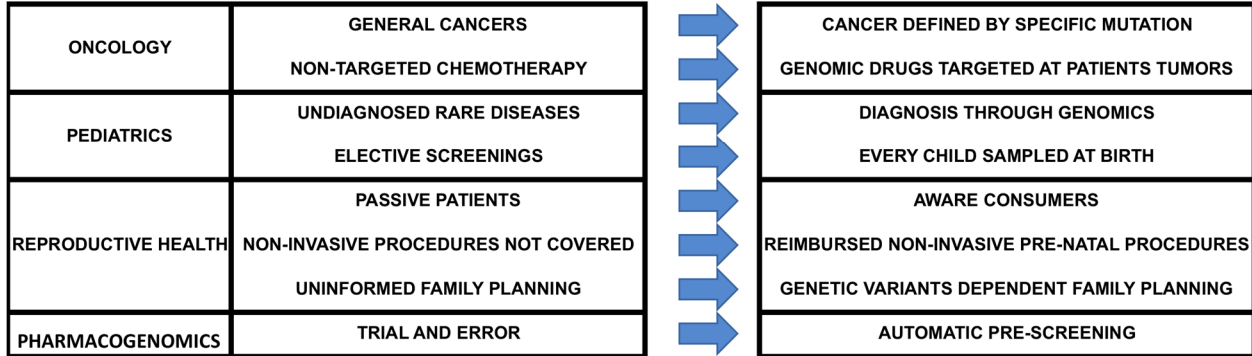 ONCOLOGY
GENERAL CANCERS
CANCER DEFINED BY SPECIFIC MUTATION
NON-TARGETED CHEMOTHERAPY
GENOMIC DRUGS TARGETED AT PATIENTS TUMORS
PEDIATRICS
UNDIAGNOSED RARE DISEASES
DIAGNOSIS THROUGH GENOMICS
ELECTIVE SCREENINGS
EVERY CHILD SAMPLED AT BIRTH
REPRODUCTIVE HEALTH
PASSIVE PATIENTS
AWARE CONSUMERS
NON-INVASIVE PROCEDURES NOT COVERED
REIMBURSED NON-INVASIVE PRE-NATAL PROCEDURES
UNINFORMED FAMILY PLANNING
GENETIC VARIANTS DEPENDENT FAMILY PLANNING
PHARMACOGENOMICS
TRIAL AND ERROR
AUTOMATIC PRE-SCREENING